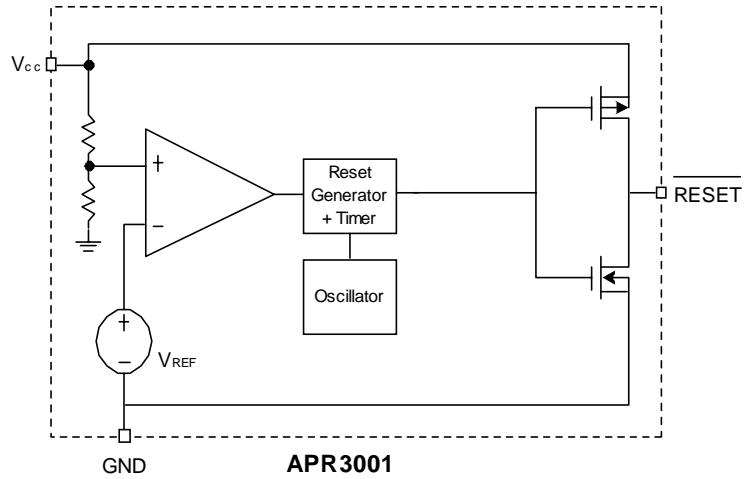 Vcc
+
−
Reset
Generator
+ Timer
Oscillator
RESET
+
−
VREF
GND
APR3001